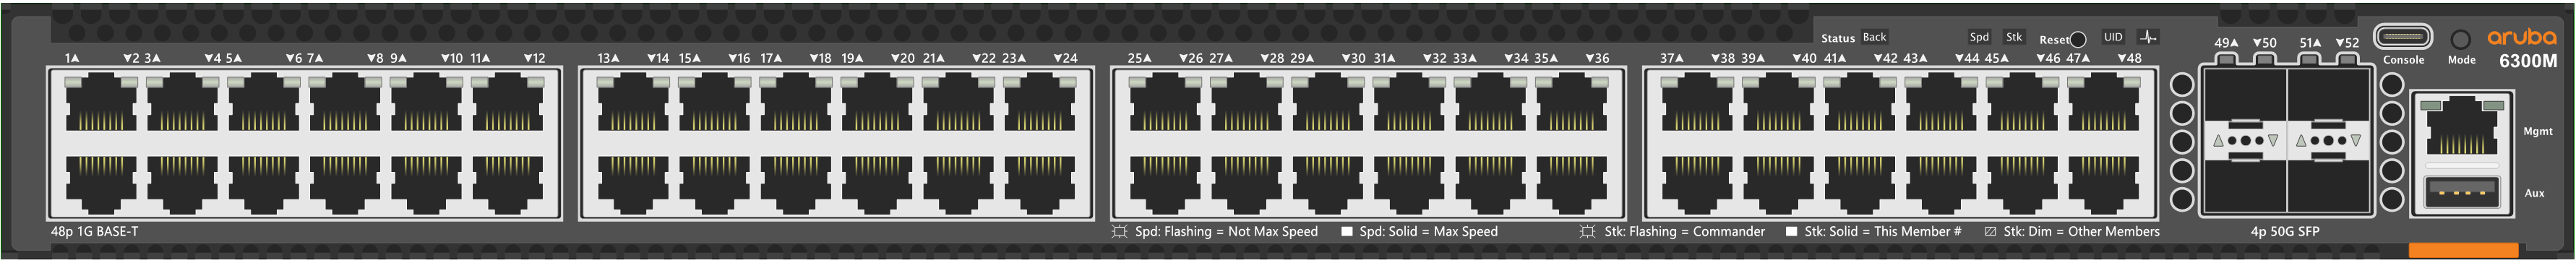 Status Back Spd Stk Reset UID
49▲ ▼50 51▲ ▼52
Console
Mode
aruba
6300M
1▲ ▼2 3▲ ▼4 5▲ ▼6 7▲ ▼8 9▲ ▼10 11▲ ▼12
13▲ ▼14 15▲ ▼16 17▲ ▼18 19▲ ▼20 21▲ ▼22 23▲ ▼24
25▲ ▼26 27▲ ▼28 29▲ ▼30 31▲ ▼32 33▲ ▼34 35▲ ▼36
37▲ ▼38 39▲ ▼40 41▲ ▼42 43▲ ▼44 45▲ ▼46 47▲ ▼48
Mgmt
Aux
48p 1G BASE-T
Spd: Flashing = Not Max Speed
Spd: Solid = Max Speed
Stk: Flashing = Commander
Stk: Solid = This Member #
Stk: Dim = Other Members
4p 50G SFP